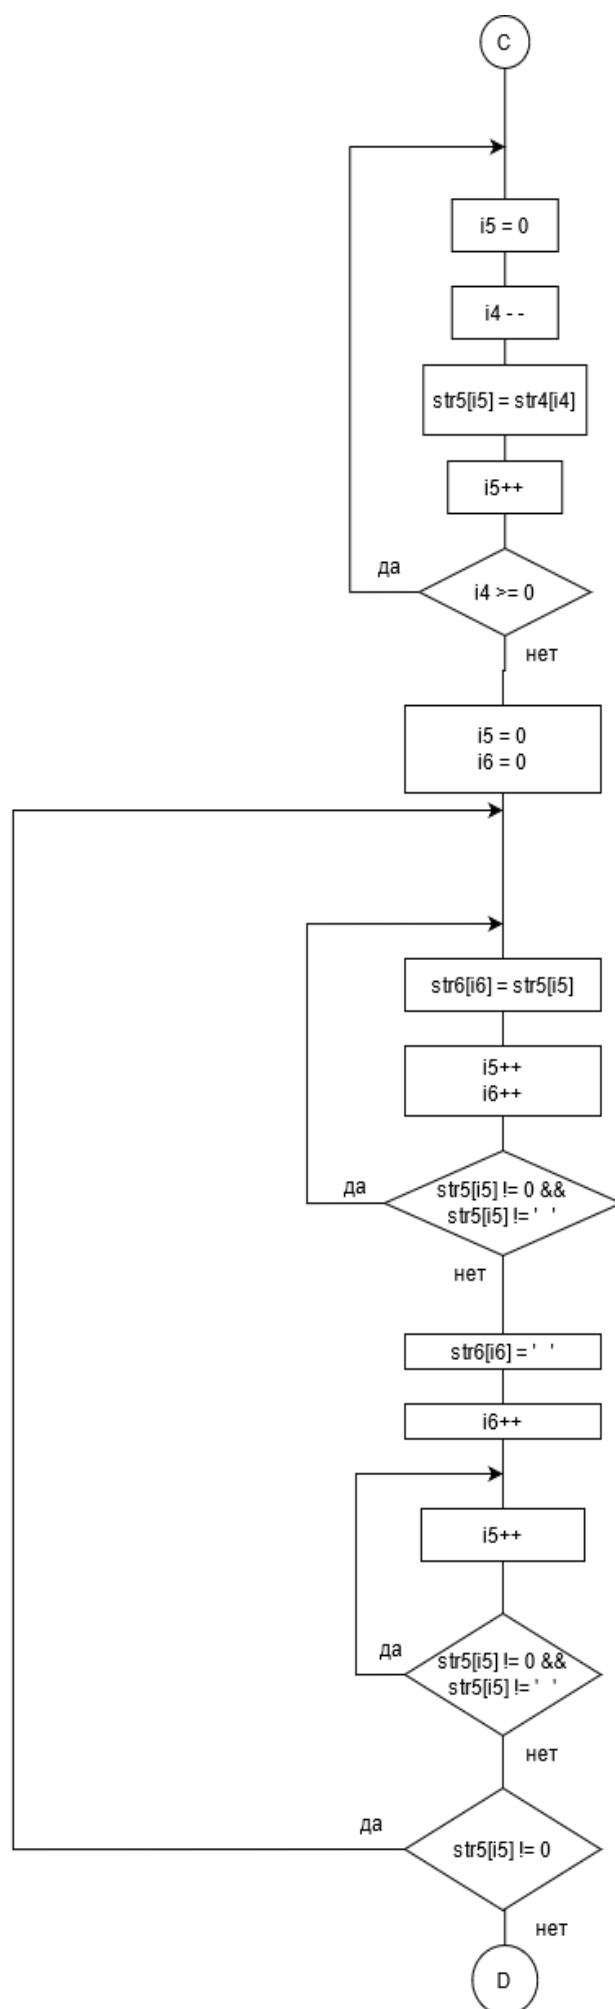 C
i5 = 0
i4 - -
str5[i5] = str4[i4]
i5++
да
i4 >= 0
нет
i5 = 0
i6 = 0
str6[i6] = str5[i5]
i5++
i6++
да
str5[i5] != 0 &&
str5[i5] != ' '
нет
str6[i6] = ' '
i6++
i5++
да
str5[i5] != 0 &&
str5[i5] != ' '
нет
да
str5[i5] != 0
нет
D